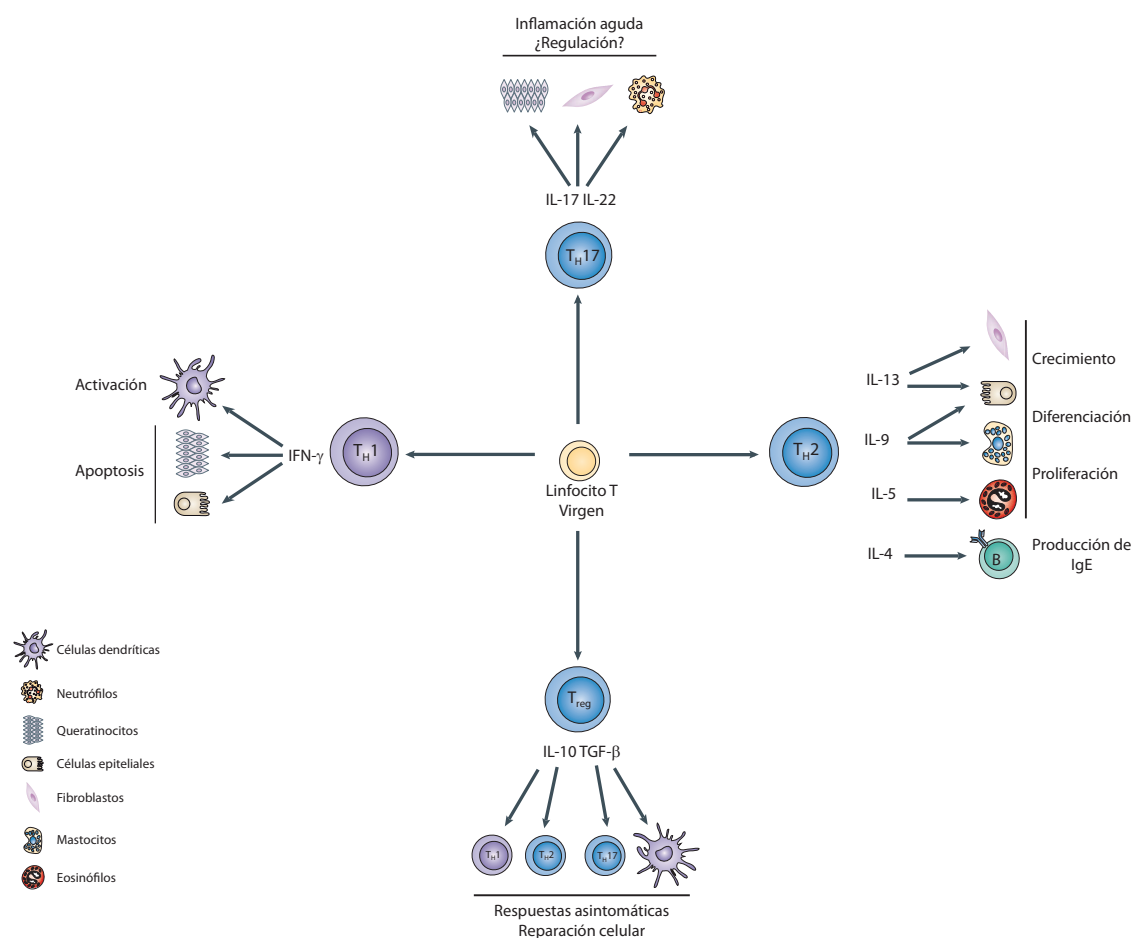 Inflamación aguda
¿Regulación?
IL-17 IL-22
TH17
Activación
Apoptosis
IFN-γ
TH1
Linfocito T
Virgen
TH2
IL-13
IL-9
IL-5
IL-4
B
Crecimiento
Diferenciación
Proliferación
Producción de
IgE
Treg
IL-10 TGF-β
TH1
TH2
TH17
Respuestas asintomáticas
Reparación celular
Células dendríticas
Neutrófilos
Queratinocitos
Células epiteliales
Fibroblastos
Mastocitos
Eosinófilos